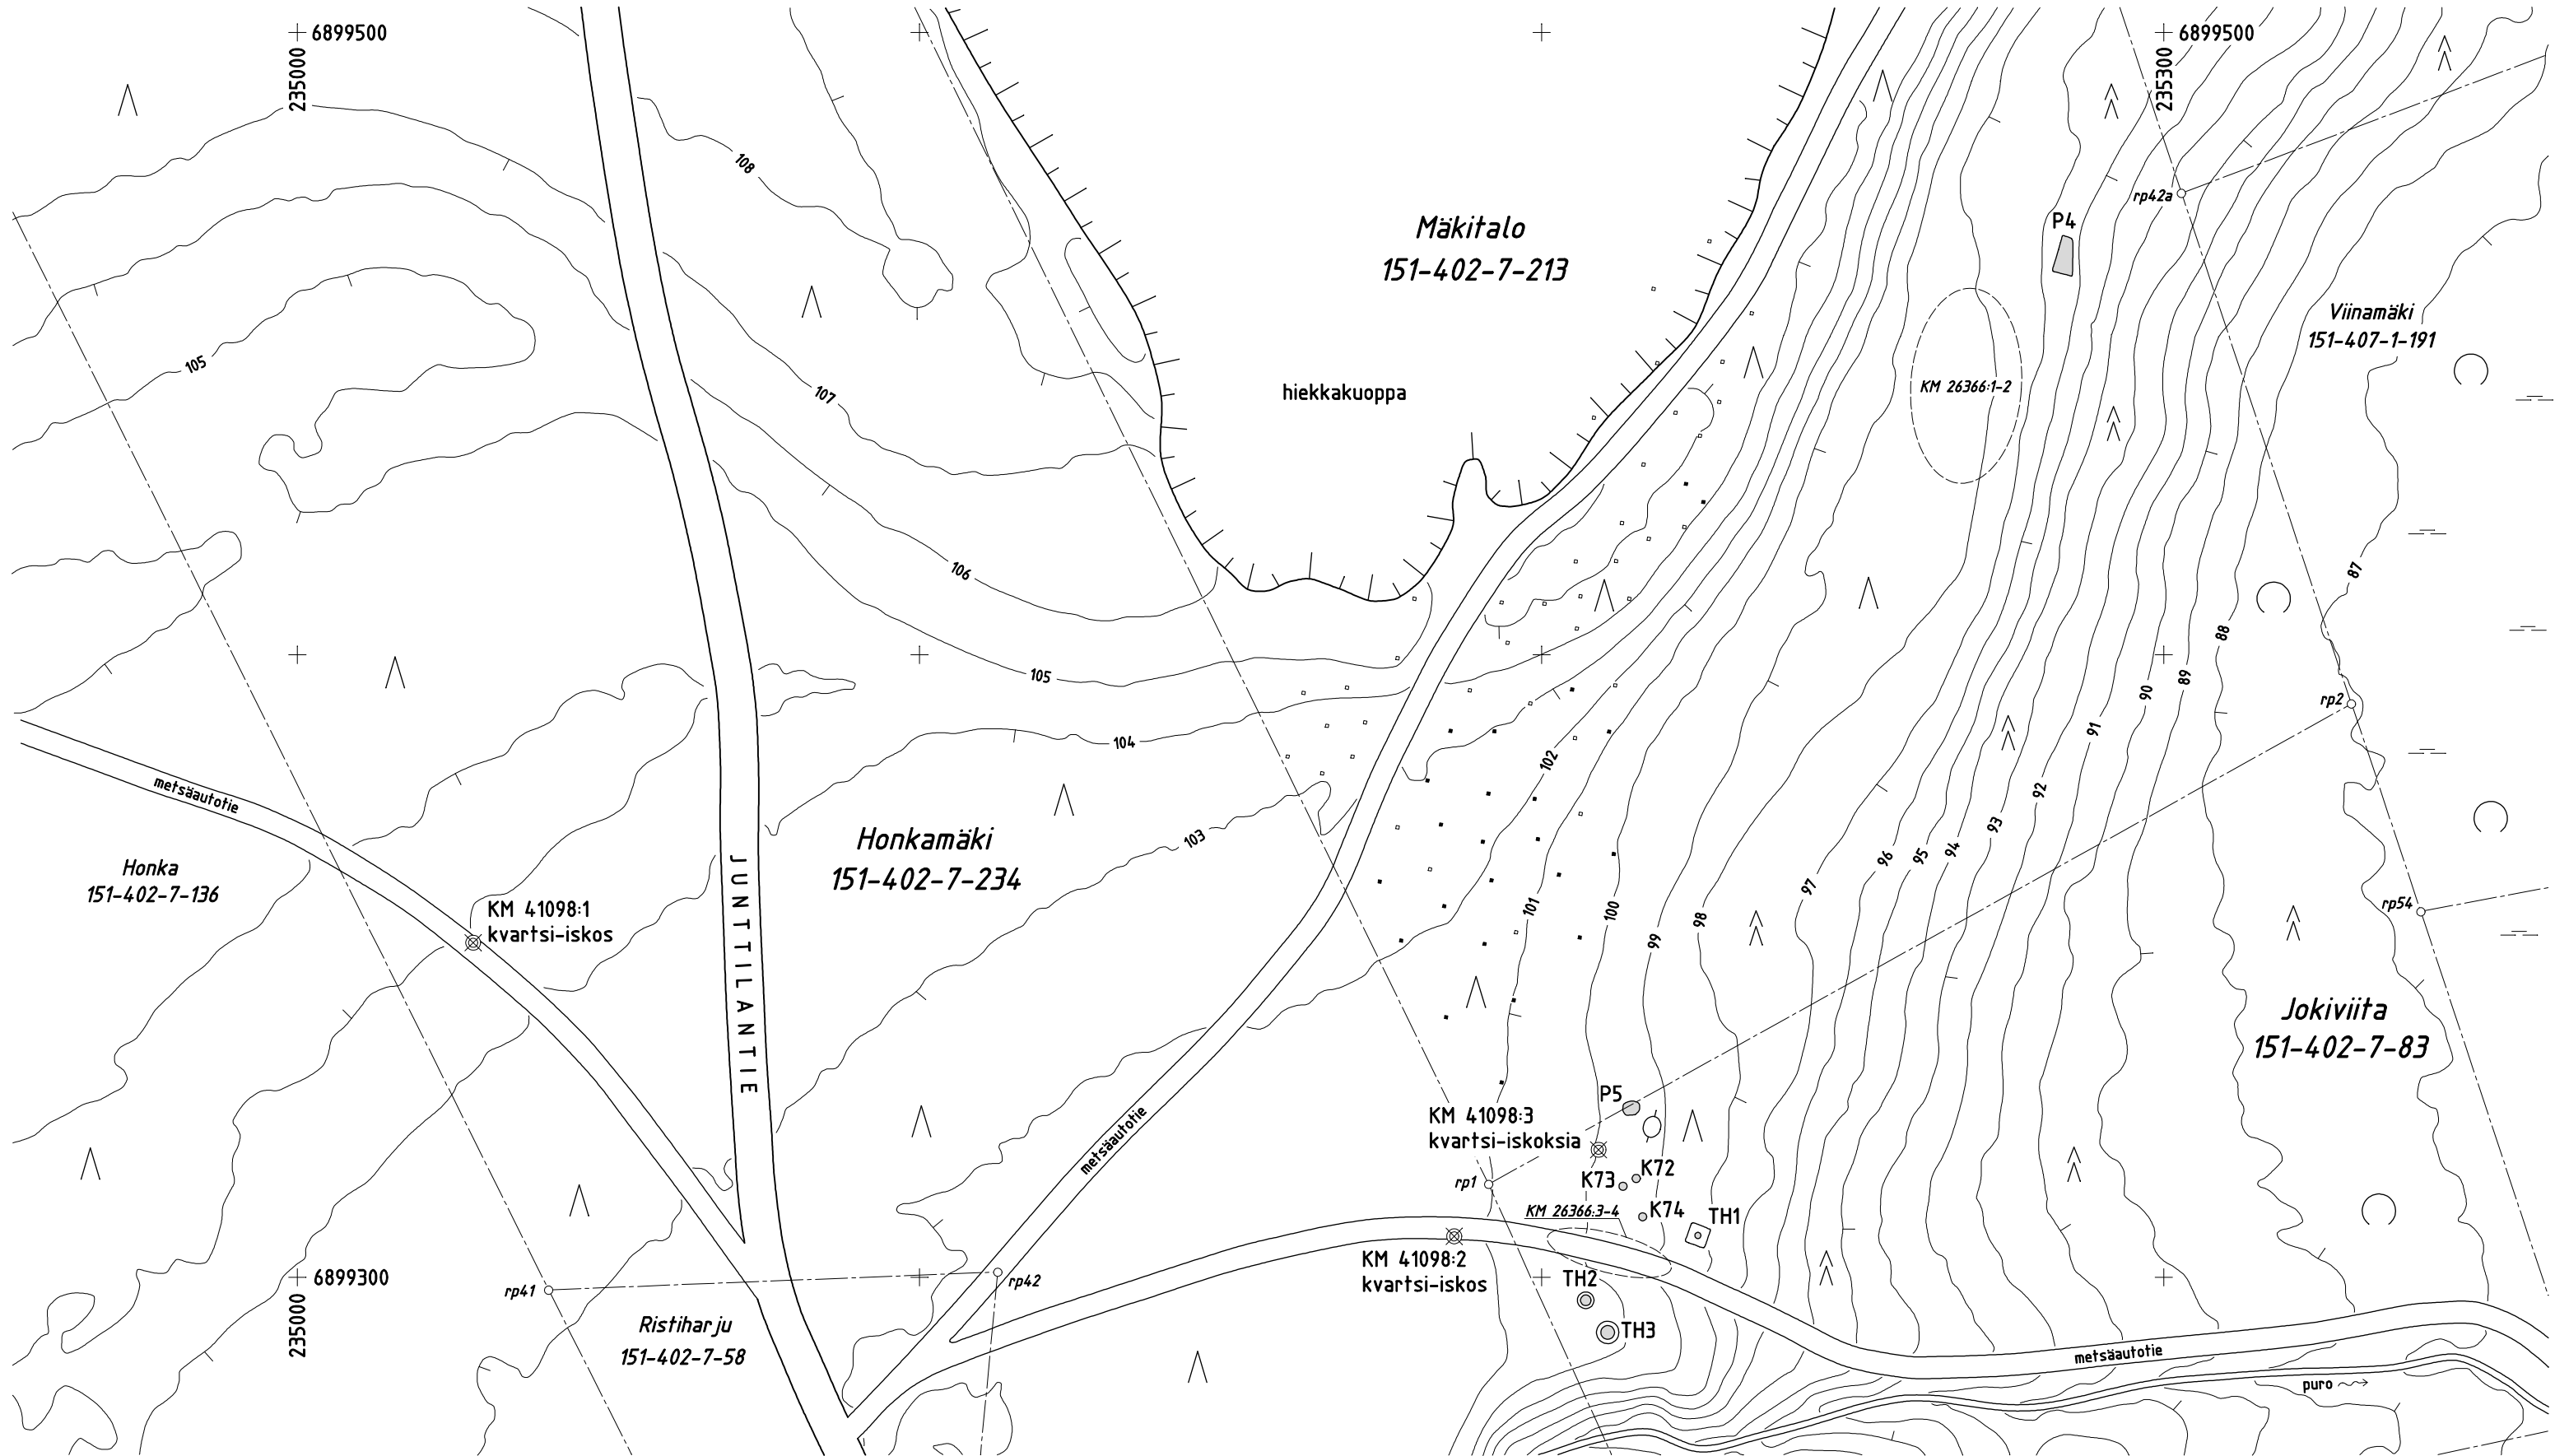 6899500
235000
6899500
235300
108
rp42a
P4
Mäkitalo
151-402-7-213
Viinamäki
151-407-1-191
105
107
hiekkakuoppa
KM 26366:1-2
106
87
88
105
89
90
rp2
104
91
102
92
metsäautotie
93
103
94
95
96
Honkamäki
151-402-7-234
Honka
151-402-7-136
97
98
99
100
101
rp54
KM 41098:1
kvartsi-iskos
JUNTTILANTIE
Jokiviita
151-402-7-83
P5
KM 41098:3
kvartsi-iskoksia
metsäautotie
K72
K73
rp1
KM 26366:3-4
K74
TH1
KM 41098:2
kvartsi-iskos
6899300
235000
rp41
rp42
TH2
TH3
Ristiharju
151-402-7-58
metsäautotie
puro